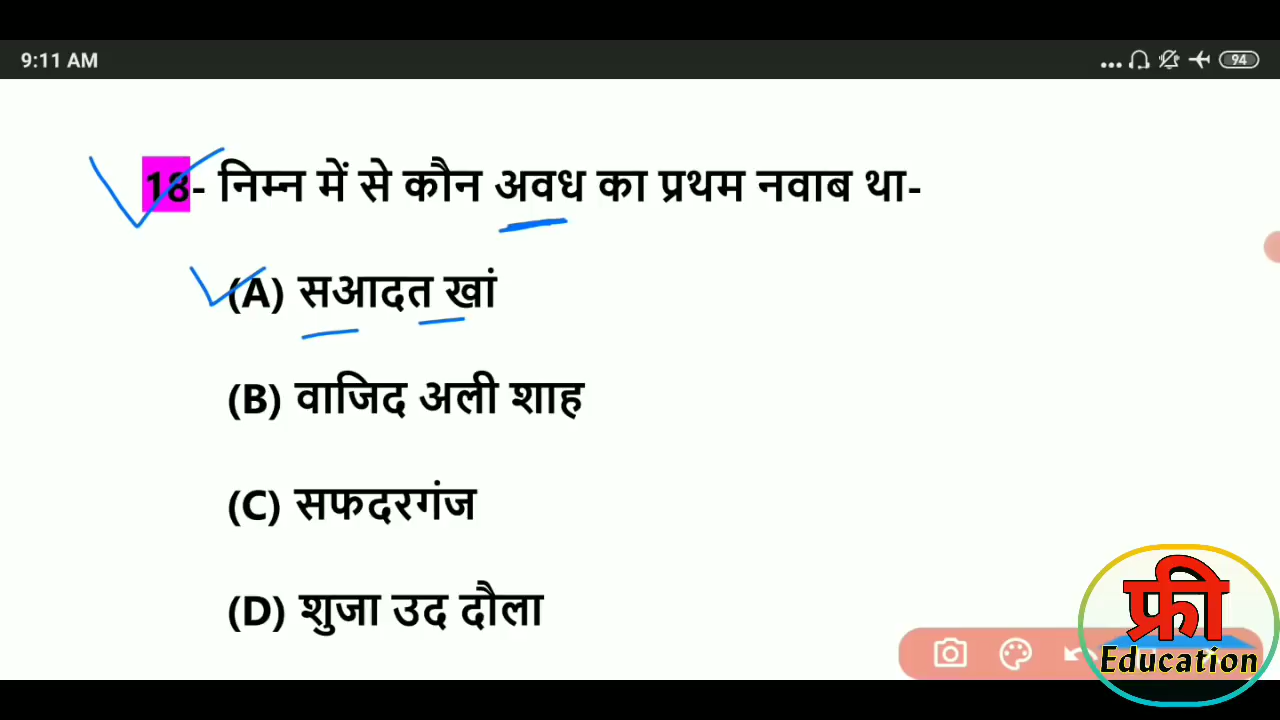 9:11 AM
94
18- निम्न में से कौन अवध का प्रथम नवाब था-
(A) सआदत खां
(B) वाजिद अली शाह
(C) सफदरगंज
(D) शुजा उद दौला
फ्री
Education